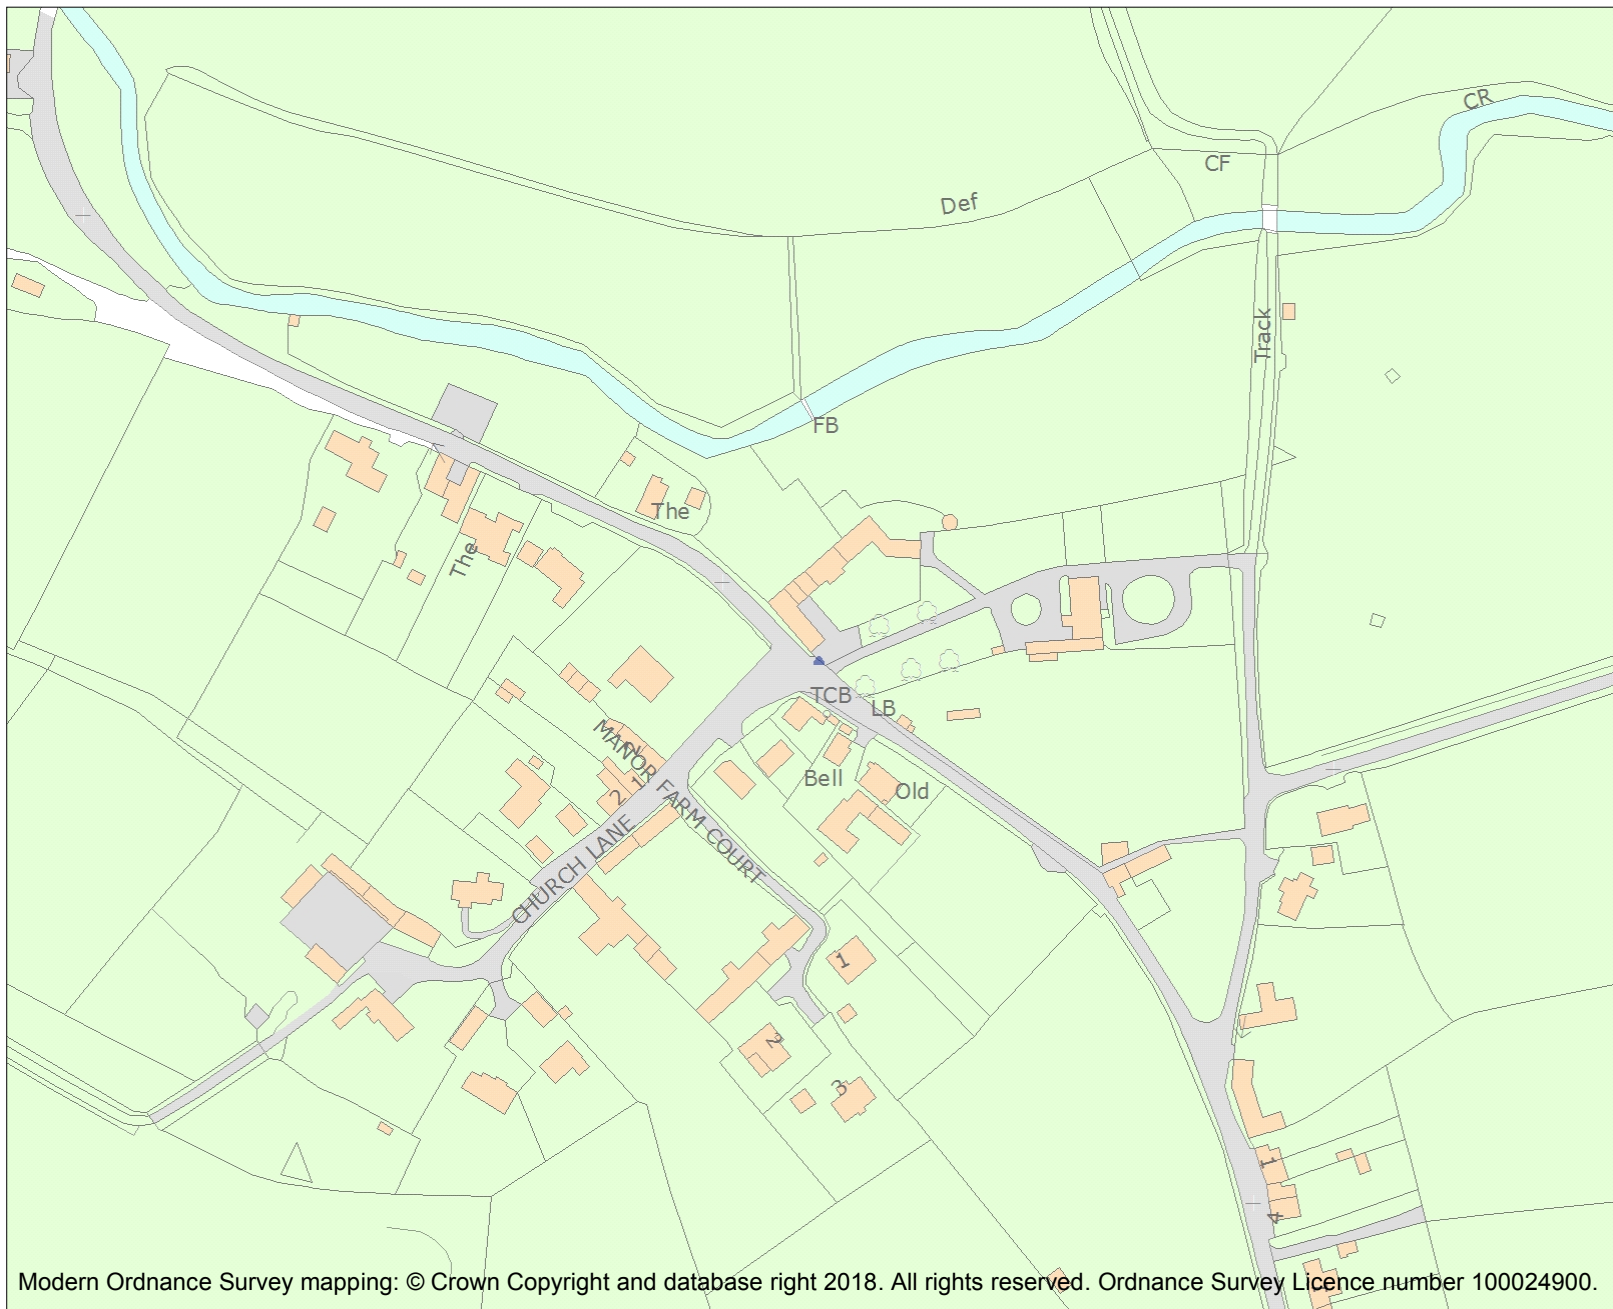 CR
CF
Def
Track
FB
The
The
TCB
LB
MANOR FARM COURT
2
1
2
Bell
Old
CHURCH LANE
1
2
3
1
4
Modern Ordnance Survey mapping: © Crown Copyright and database right 2018. All rights reserved. Ordnance Survey Licence number 100024900.